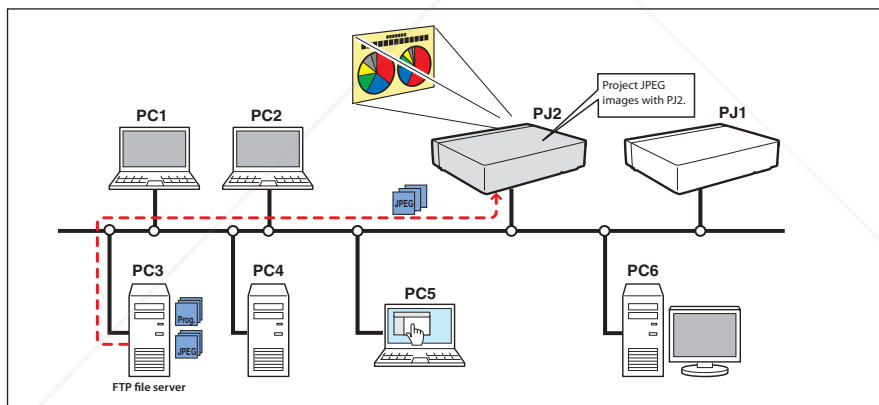 Project JPEG
images with PJ2.
PC1
PC2
PJ2
PJ1
JPEG
PC3
PC4
PC5
PC6
Prog.
JPEG
FTP file server